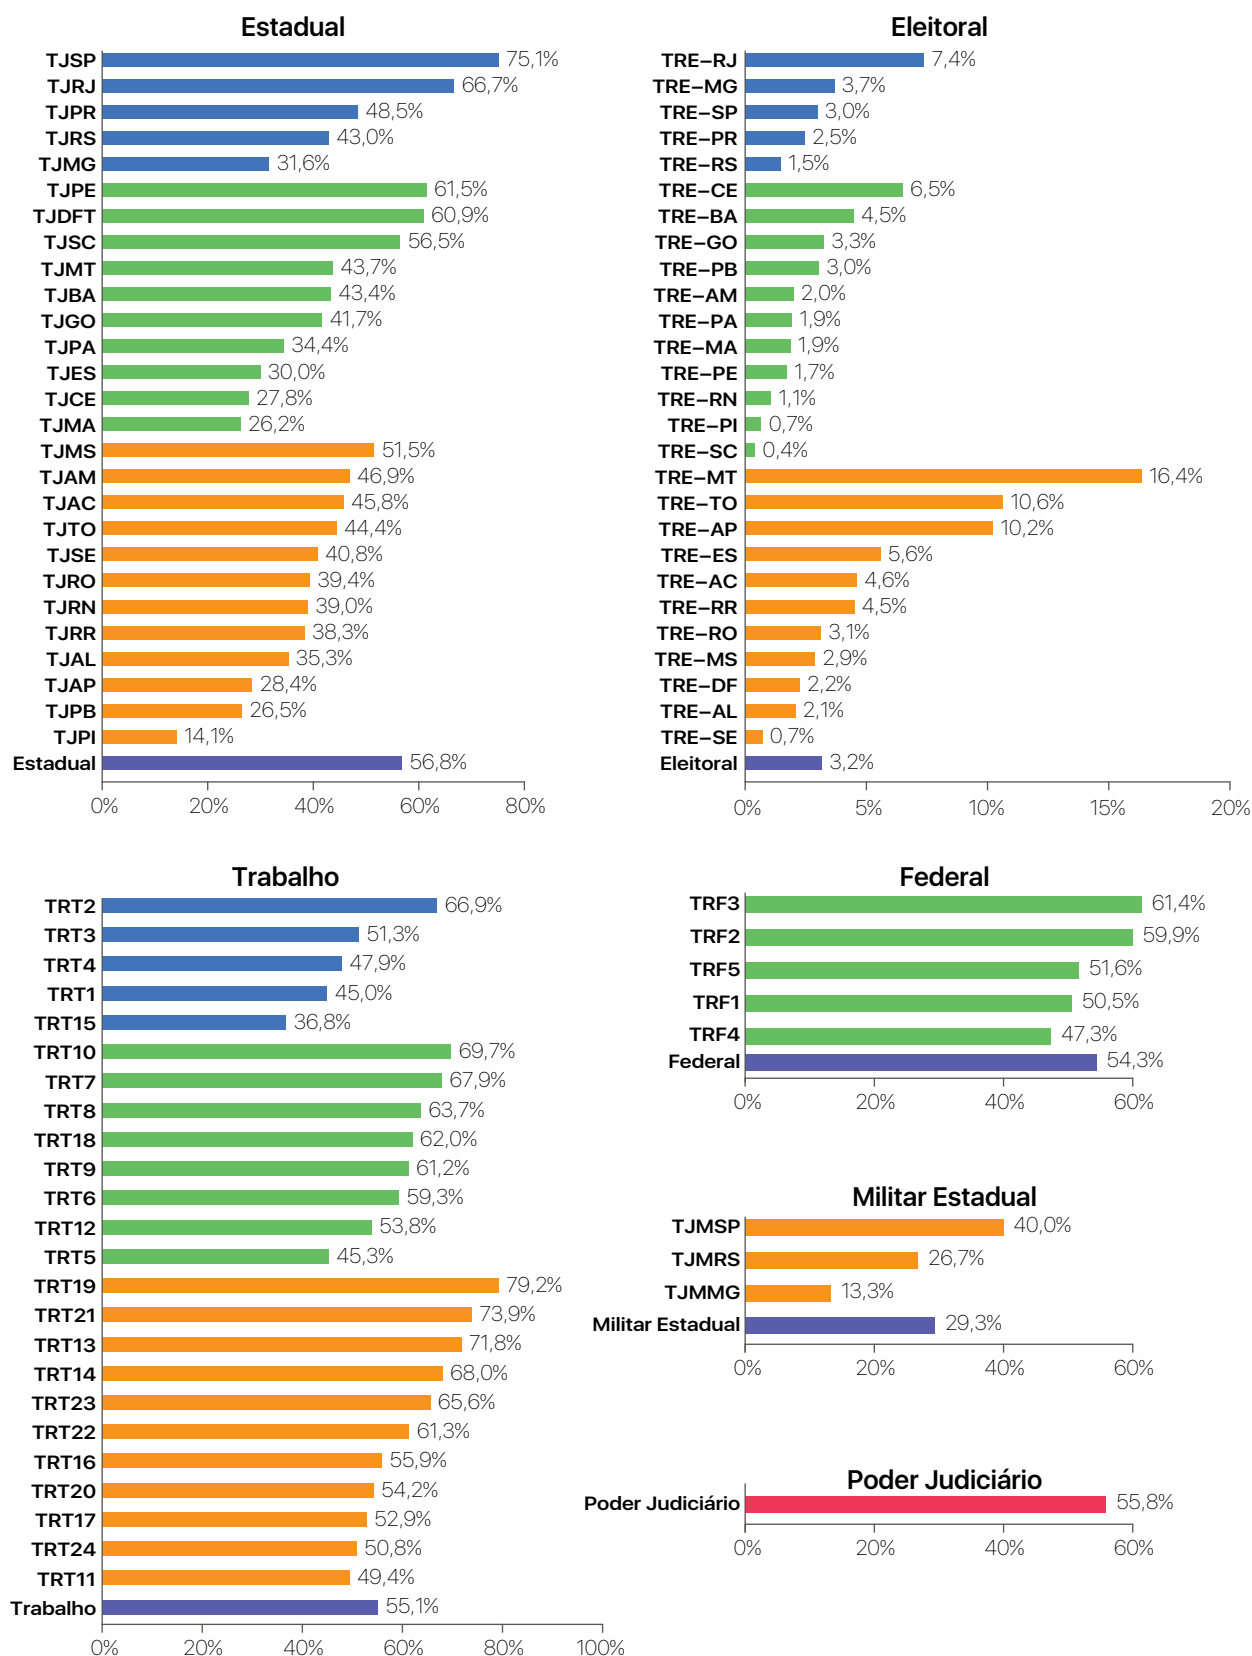 Estadual
TJSP 75,1%
TJRJ 66,7%
TJPR 48,5%
TJRS 43,0%
TJMG 31,6%
TJPE 61,5%
TJDFT 60,9%
TJSC 56,5%
TJMT 43,7%
TJBA 43,4%
TJGO 41,7%
TJPA 34,4%
TJES 30,0%
TJCE 27,8%
TJMA 26,2%
TJMS 51,5%
TJAM 46,9%
TJAC 45,8%
TJTO 44,4%
TJSE 40,8%
TJRO 39,4%
TJRN 39,0%
TJRR 38,3%
TJAL 35,3%
TJAP 28,4%
TJPB 26,5%
TJPI 14,1%
Estadual 56,8%
0% 20% 40% 60% 80%
Eleitoral
TRE–RJ 7,4%
TRE–MG 3,7%
TRE–SP 3,0%
TRE–PR 2,5%
TRE–RS 1,5%
TRE–CE 6,5%
TRE–BA 4,5%
TRE–GO 3,3%
TRE–PB 3,0%
TRE–AM 2,0%
TRE–PA 1,9%
TRE–MA 1,9%
TRE–PE 1,7%
TRE–RN 1,1%
TRE–PI 0,7%
TRE–SC 0,4%
TRE–MT 16,4%
TRE–TO 10,6%
TRE–AP 10,2%
TRE–ES 5,6%
TRE–AC 4,6%
TRE–RR 4,5%
TRE–RO 3,1%
TRE–MS 2,9%
TRE–DF 2,2%
TRE–AL 2,1%
TRE–SE 0,7%
Eleitoral 3,2%
0% 5% 10% 15% 20%
Trabalho
TRT2 66,9%
TRT3 51,3%
TRT4 47,9%
TRT1 45,0%
TRT15 36,8%
TRT10 69,7%
TRT7 67,9%
TRT8 63,7%
TRT18 62,0%
TRT9 61,2%
TRT6 59,3%
TRT12 53,8%
TRT5 45,3%
TRT19 79,2%
TRT21 73,9%
TRT13 71,8%
TRT14 68,0%
TRT23 65,6%
TRT22 61,3%
TRT16 55,9%
TRT20 54,2%
TRT17 52,9%
TRT24 50,8%
TRT11 49,4%
Trabalho 55,1%
0% 20% 40% 60% 80% 100%
Federal
TRF3 61,4%
TRF2 59,9%
TRF5 51,6%
TRF1 50,5%
TRF4 47,3%
Federal 54,3%
0% 20% 40% 60%
Militar Estadual
TJMSP 40,0%
TJMRS 26,7%
TJMMG 13,3%
Militar Estadual 29,3%
0% 20% 40% 60%
Poder Judiciário
Poder Judiciário 55,8%
0% 20% 40% 60%